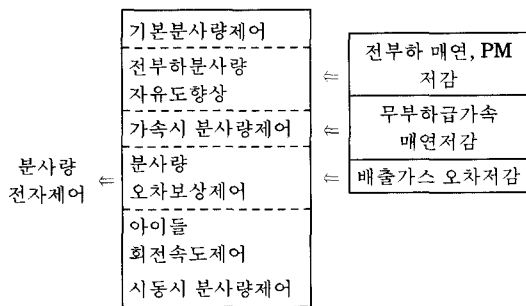 분사량
전자제어
⇐
기본분사량제어
전부하분사량
자유도향상
가속시 분사량제어
분사량
오차보상제어
아이들
회전속도제어
시동시 분사량제어
⇐
전부하 매연, PM
저감
⇐
무부하급가속
매연저감
⇐
배출가스 오차저감